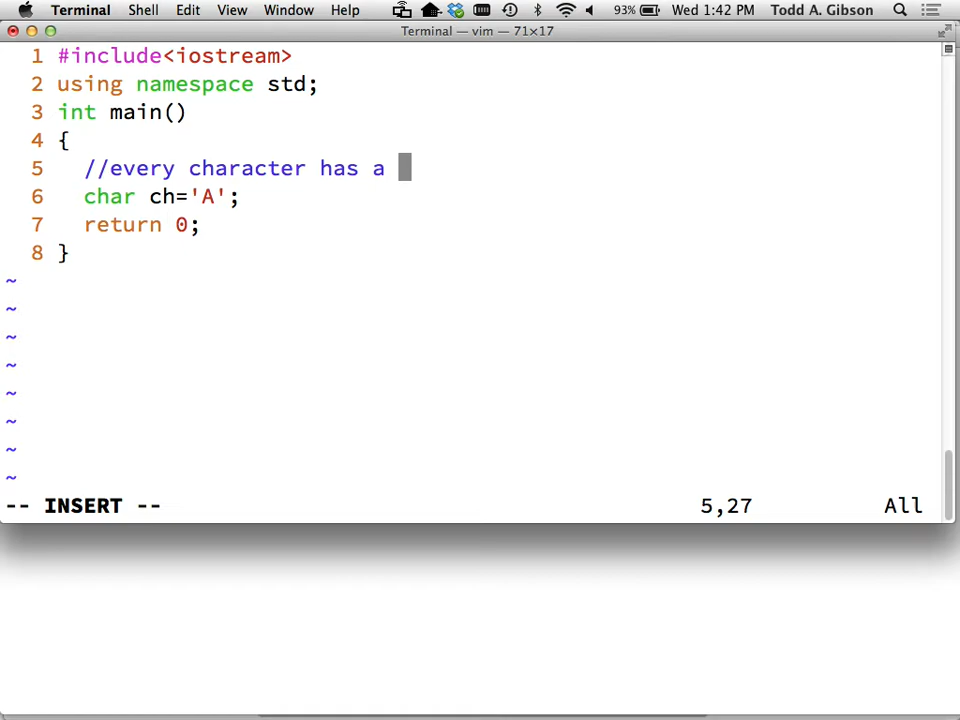 Terminal Shell Edit View Window Help 93% Wed 1:42 PM Todd A. Gibson
Terminal — vim — 71×17
1 #include<iostream>
2 using namespace std;
3 int main()
4 {
5   //every character has a
6   char ch='A';
7   return 0;
8 }
~
~
~
~
~
~
~
~
-- INSERT -- 5,27 All